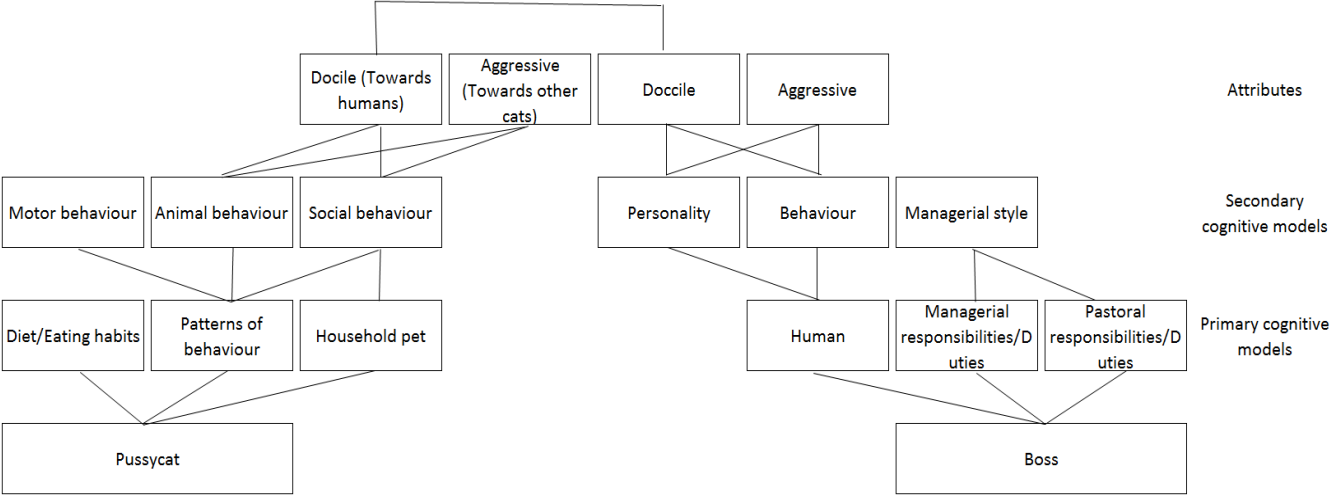 Docile (Towards
humans)
Aggressive
(Towards other
cats)
Doccile
Aggressive
Attributes
Motor behaviour
Animal behaviour
Social behaviour
Personality
Behaviour
Managerial style
Secondary
cognitive models
Diet/Eating habits
Patterns of
behaviour
Household pet
Human
Managerial
responsibilities/D
uties
Pastoral
responsibilities/D
uties
Primary cognitive
models
Pussycat
Boss